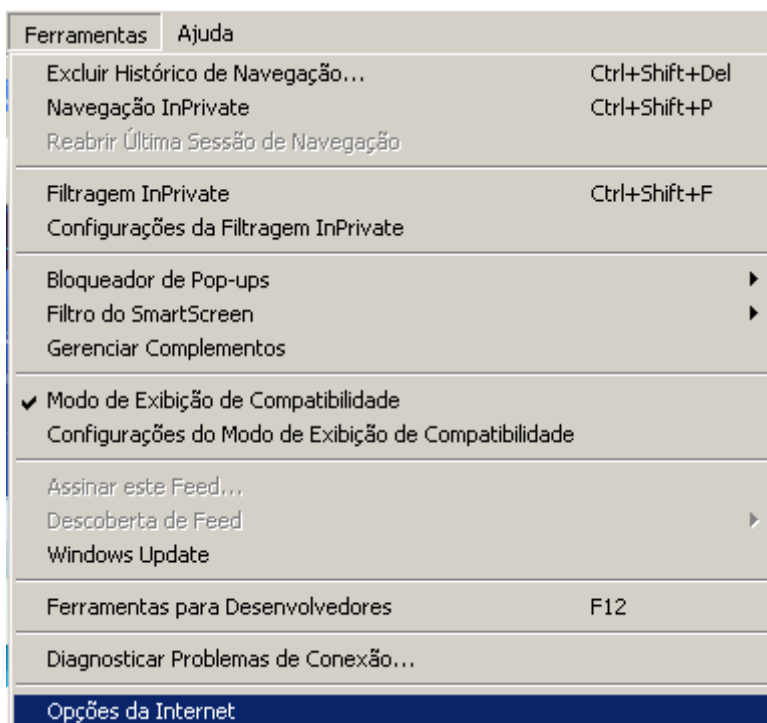 Ferramentas Ajuda
Excluir Histórico de Navegação... Ctrl+Shift+Del
Navegação InPrivate Ctrl+Shift+P
Reabrir Última Sessão de Navegação
Filtragem InPrivate Ctrl+Shift+F
Configurações da Filtragem InPrivate
Bloqueador de Pop-ups
Filtro do SmartScreen
Gerenciar Complementos
Modo de Exibição de Compatibilidade
Configurações do Modo de Exibição de Compatibilidade
Assinar este Feed...
Descoberta de Feed
Windows Update
Ferramentas para Desenvolvedores F12
Diagnosticar Problemas de Conexão...
Opções da Internet